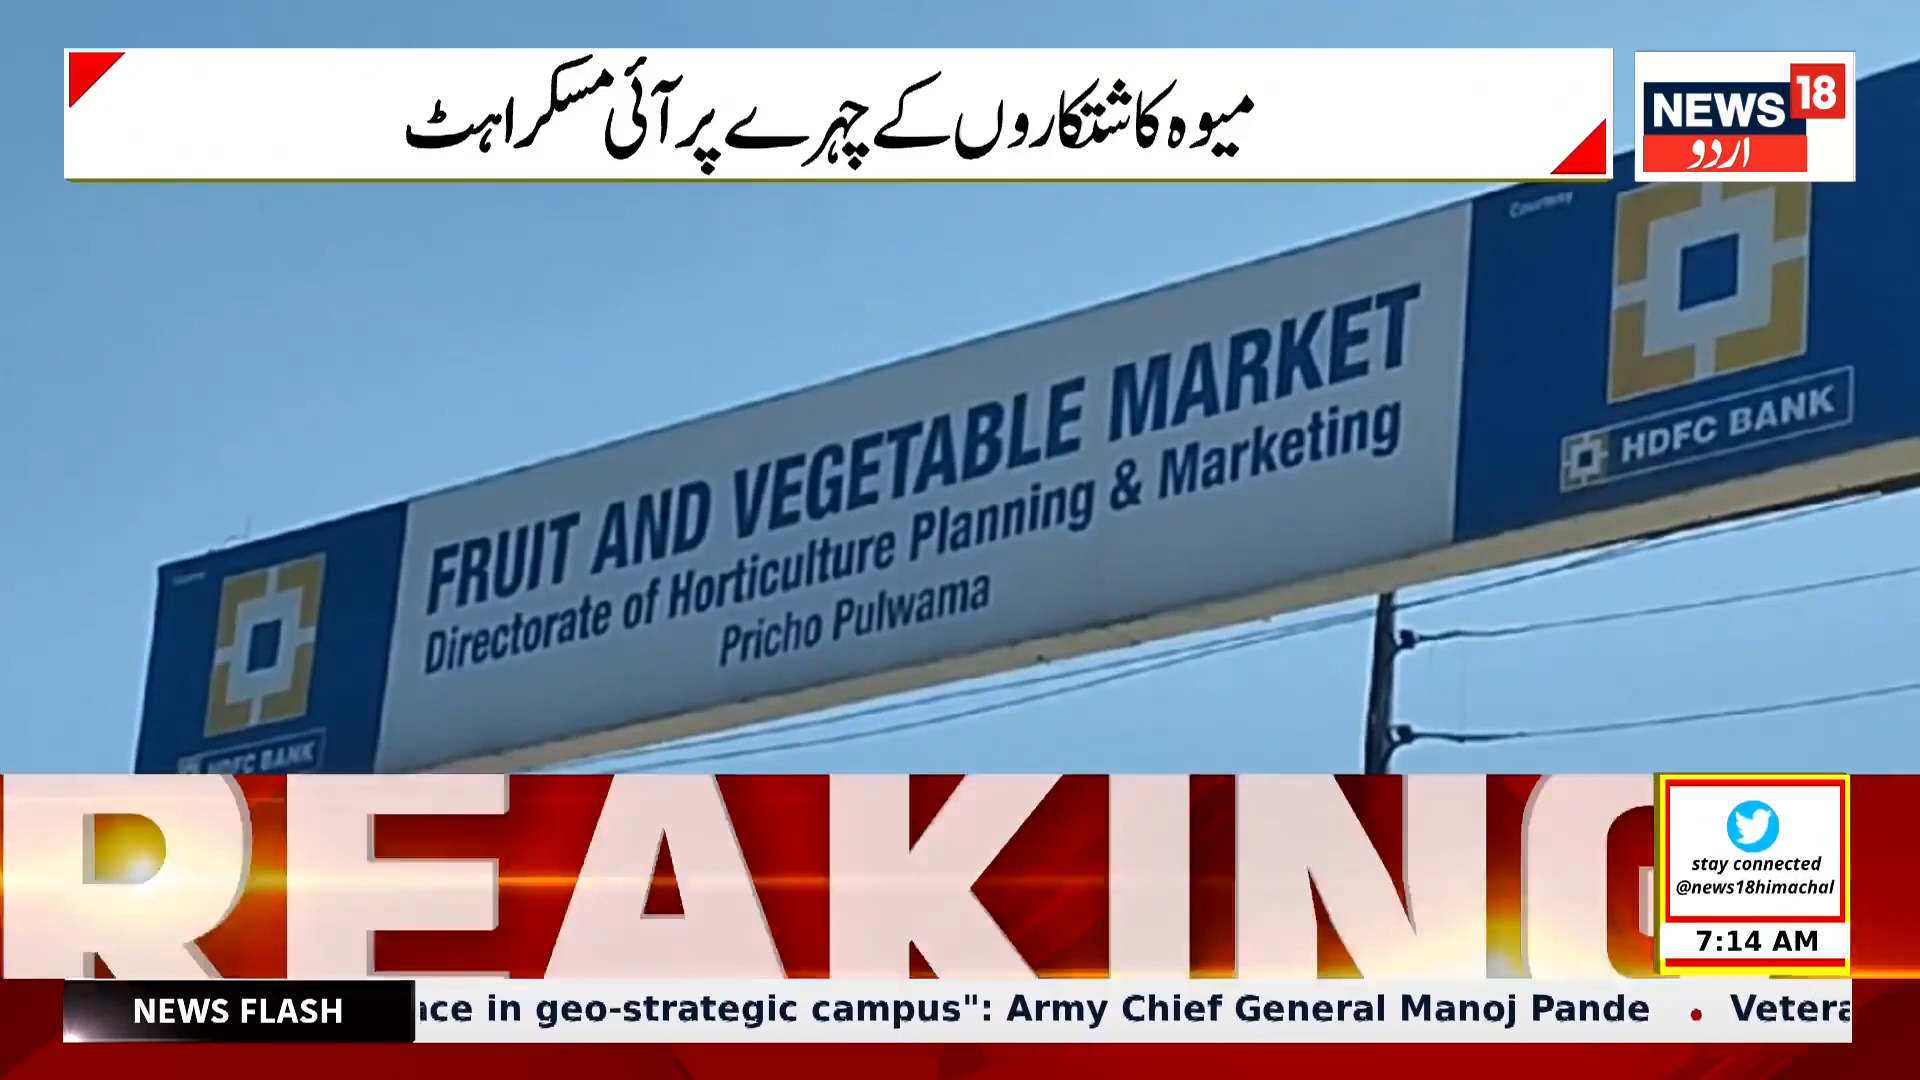 میوہ کاشتکاروں کے چہرے پر آئی مسکراہٹ
NEWS 18
اردو
Courtesy
HDFC BANK
FRUIT AND VEGETABLE MARKET
Directorate of Horticulture Planning & Marketing
Pricho Pulwama
HDFC BANK
REAKING
stay connected
@news18himachal
7:14 AM
NEWS FLASH
ace in geo-strategic campus": Army Chief General Manoj Pande • Vetera